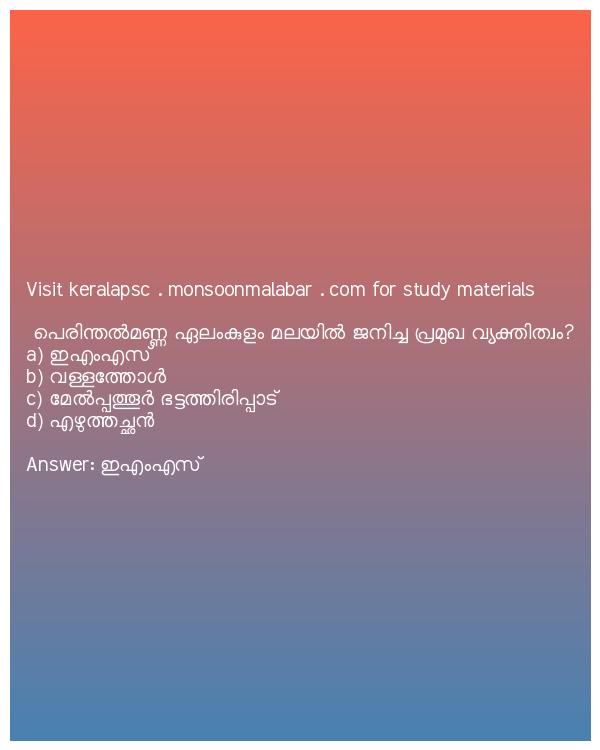 Visit keralapsc . monsoonmalabar . com for study materials
പെരിന്തൽമണ്ണ ഏലംകുളം മലയിൽ ജനിച്ച പ്രമുഖ വ്യക്തിത്വം?
a) ഇഎംഎസ്
b) വള്ളത്തോൾ
c) മേൽപ്പത്തൂർ ഭട്ടത്തിരിപ്പാട്
d) എഴുത്തച്ഛൻ
Answer: ഇഎംഎസ്